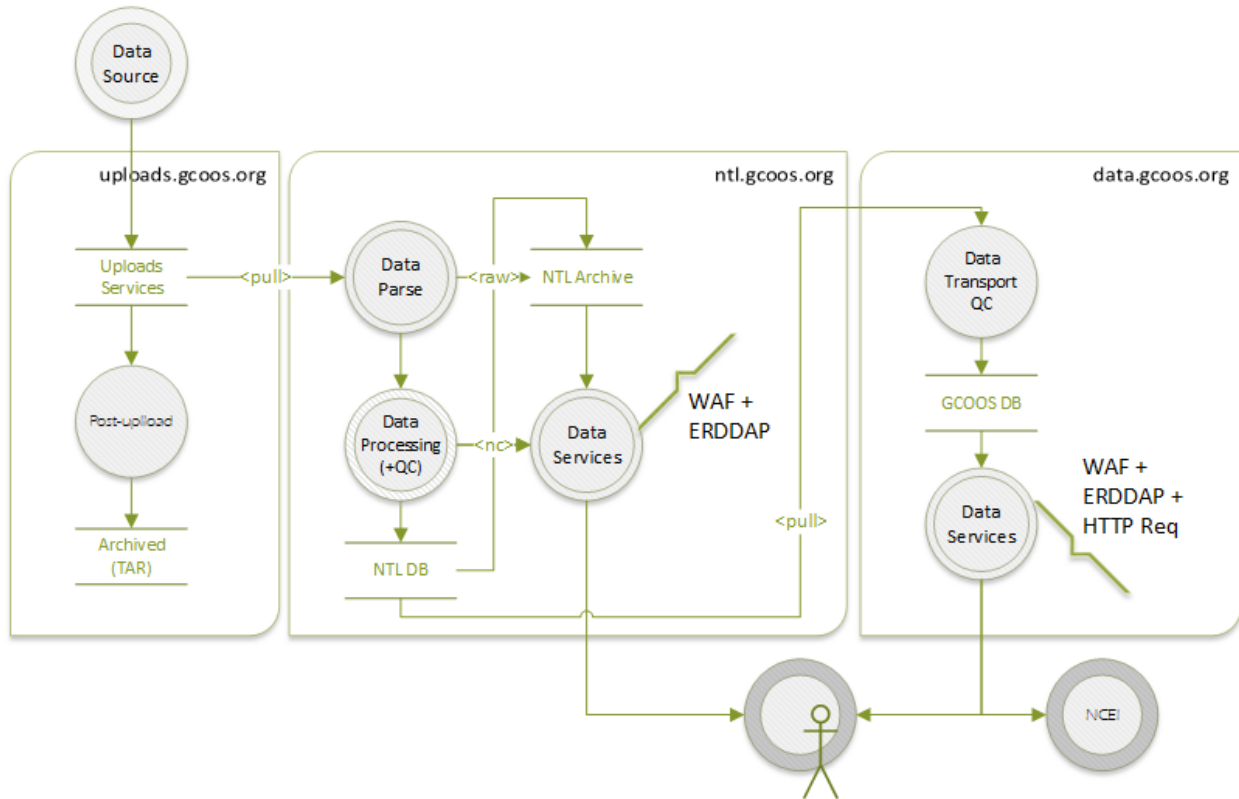 Data
Source
uploads.gcoos.org
ntl.gcoos.org
data.gcoos.org
Uploads
Services
<pull>
Data
Parse
<raw>
NTL Archive
Data
Transport
QC
Post-upload
Data
Processing
(+QC)
<nc>
Data
Services
WAF +
ERDDAP
GCOOS DB
Archived
(TAR)
NTL DB
<pull>
Data
Services
WAF +
ERDDAP +
HTTP Req
NCEI